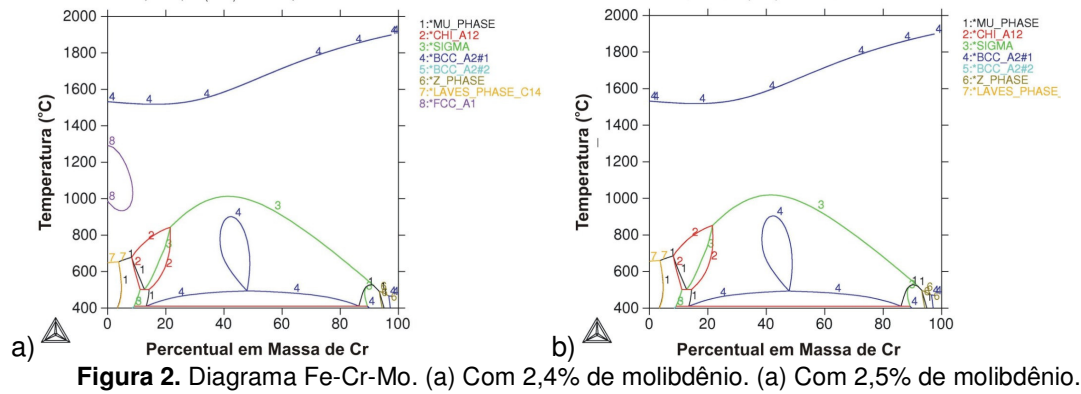 2000
1800
1600
1400
1200
1000
800
600
400
0 20 40 60 80 100
Temperatura (°C)
Percentual em Massa de Cr
1:*MU_PHASE
2:*CHI_A12
3:*SIGMA
4:*BCC_A2#1
5:*BCC_A2#2
6:*Z_PHASE
7:*LAVES_PHASE_C14
8:*FCC_A1
a)
2000
1800
1600
1400
1200
1000
800
600
400
0 20 40 60 80 100
Temperatura (°C)
Percentual em Massa de Cr
1:*MU_PHASE
2:*CHI_A12
3:*SIGMA
4:*BCC_A2#1
5:*BCC_A2#2
6:*Z_PHASE
7:*LAVES_PHASE_
b)
Figura 2. Diagrama Fe-Cr-Mo. (a) Com 2,4% de molibdênio. (a) Com 2,5% de molibdênio.